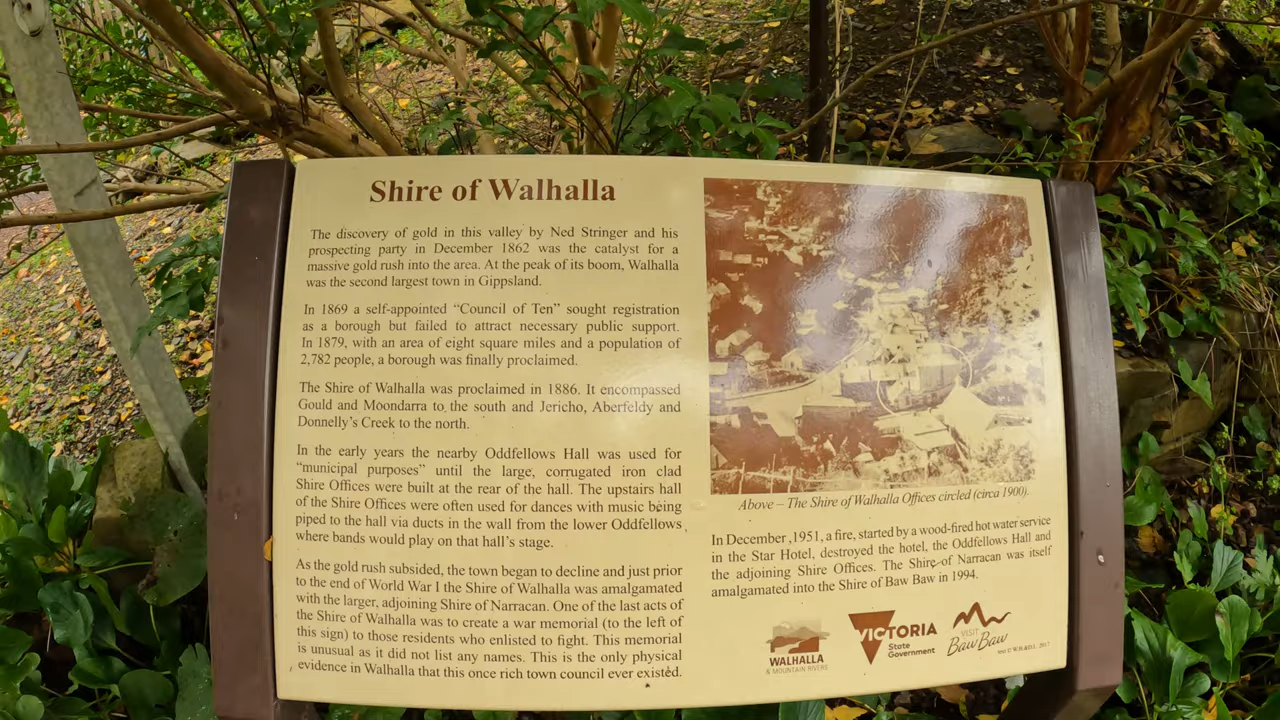 Shire of Walhalla
The discovery of gold in this valley by Ned Stringer and his
prospecting party in December 1862 was the catalyst for a
massive gold rush into the area. At the peak of its boom, Walhalla
was the second largest town in Gippsland.
In 1869 a self-appointed “Council of Ten” sought registration
as a borough but failed to attract necessary public support.
In 1879, with an area of eight square miles and a population of
2,782 people, a borough was finally proclaimed.
The Shire of Walhalla was proclaimed in 1886. It encompassed
Gould and Moondarra to the south and Jericho, Aberfeldy and
Donnelly’s Creek to the north.
In the early years the nearby Oddfellows Hall was used for
“municipal purposes” until the large, corrugated iron clad
Shire Offices were built at the rear of the hall. The upstairs hall
of the Shire Offices were often used for dances with music being
piped to the hall via ducts in the wall from the lower Oddfellows
where bands would play on that hall’s stage.
As the gold rush subsided, the town began to decline and just prior
to the end of World War I the Shire of Walhalla was amalgamated
with the larger, adjoining Shire of Narracan. One of the last acts of
the Shire of Walhalla was to create a war memorial (to the left of
this sign) to those residents who enlisted to fight. This memorial
is unusual as it did not list any names. This is the only physical
evidence in Walhalla that this once rich town council ever existed.
Above – The Shire of Walhalla Offices circled (circa 1900).
In December, 1951, a fire, started by a wood-fired hot water service
in the Star Hotel, destroyed the hotel, the Oddfellows Hall and
the adjoining Shire Offices. The Shire of Narracan was itself
amalgamated into the Shire of Baw Baw in 1994.
WALHALLA
& MOUNTAIN RIVERS
VICTORIA
State
Government
VISIT
Baw Baw
text © W.H.&D.L. 2017